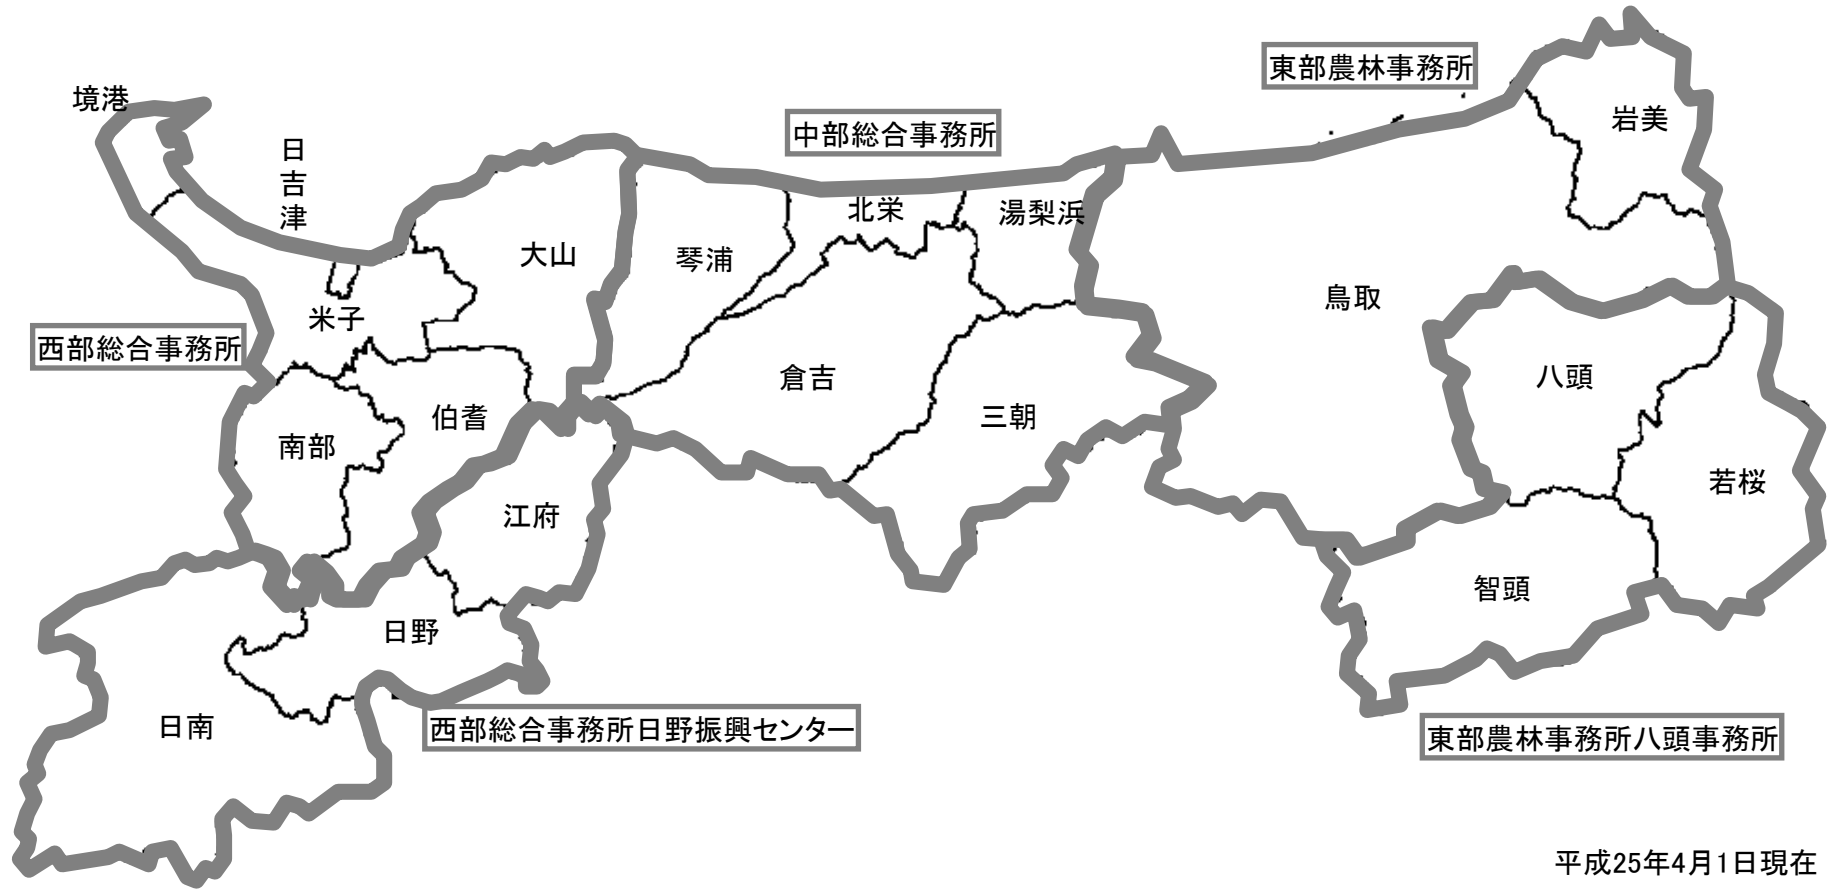 東部農林事務所
境港
岩美
中部総合事務所
日吉津
北栄
湯梨浜
大山
琴浦
鳥取
米子
西部総合事務所
倉吉
八頭
伯耆
三朝
南部
若桜
江府
智頭
日野
日南
西部総合事務所日野振興センター
東部農林事務所八頭事務所
平成25年4月1日現在